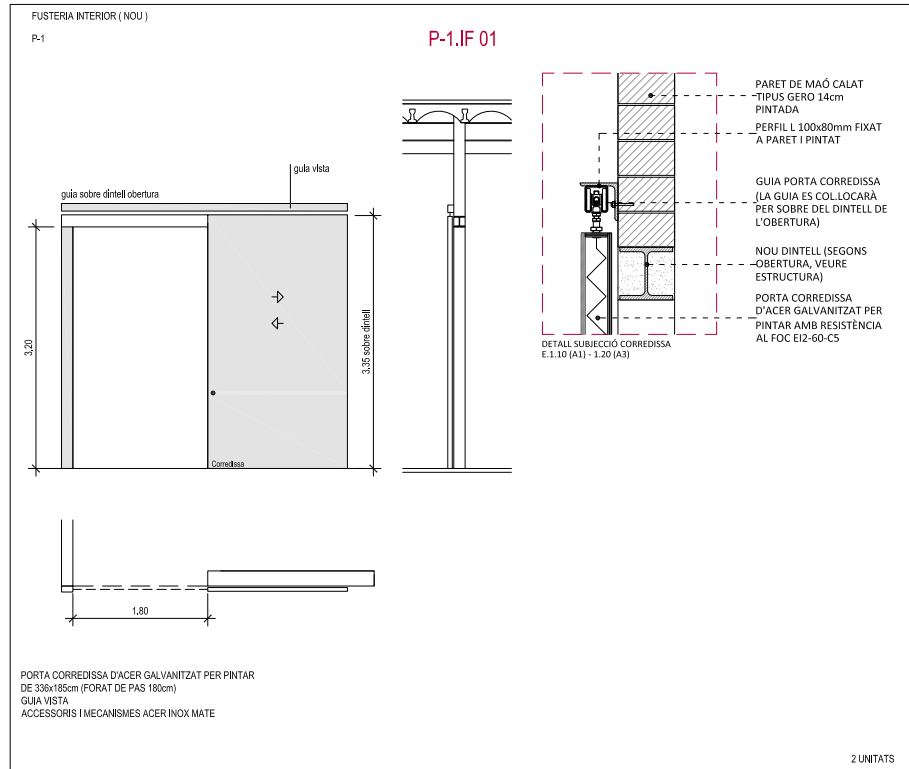 FUSTERIA INTERIOR ( NOU )
P-1
P-1.IF 01
guia vista
guia sobre dintell obertura
3,20
3,35 sobre dintell
Corredissa
1,80
PARET DE MAÓ CALAT
TIPUS GERO 14cm
PINTADA
PERFIL L 100x80mm FIXAT
A PARET I PINTAT
GUIA PORTA CORREDISSA
(LA GUIA ES COL.LOCARÀ
PER SOBRE DEL DINTELL DE
L'OBERTURA)
NOU DINTELL (SEGONS
OBERTURA, VEURE
ESTRUCTURA)
PORTA CORREDISSA
D'ACER GALVANITZAT PER
PINTAR AMB RESISTÈNCIA
AL FOC EI2-60-C5
DETALL SUBJECCIÓ CORREDISSA
E.1.10 (A1) - 1.20 (A3)
PORTA CORREDISSA D'ACER GALVANITZAT PER PINTAR
DE 336x185cm (FORAT DE PAS 180cm)
GUIA VISTA
ACCESSORIS I MECANISMES ACER INOX MATE
2 UNITATS